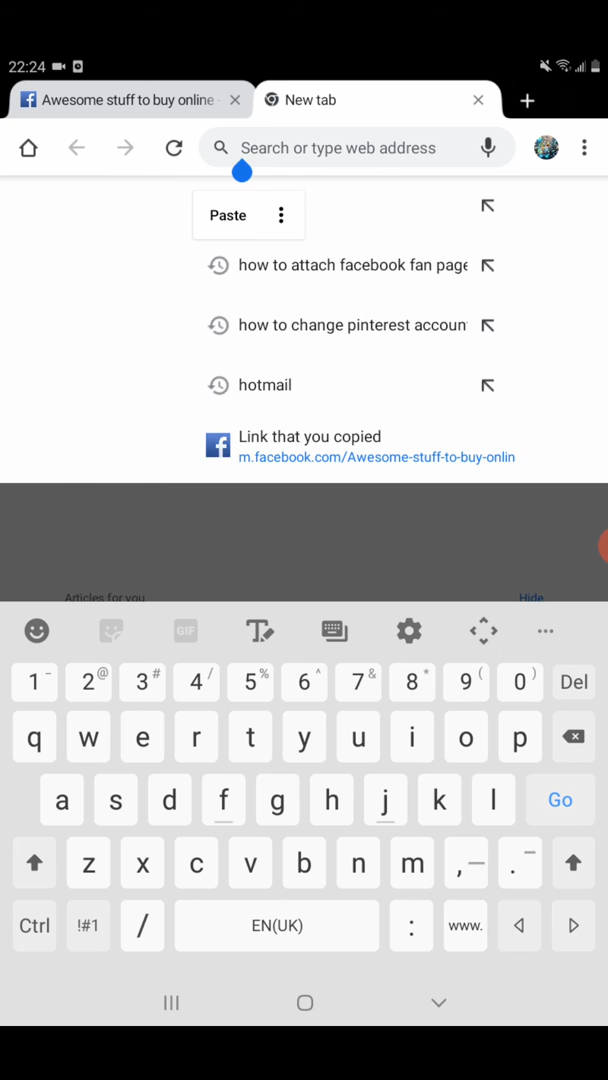 22:24
Awesome stuff to buy online
New tab
Search or type web address
Paste
how to attach facebook fan page
how to change pinterest accoun
hotmail
Link that you copied
m.facebook.com/Awesome-stuff-to-buy-onlin
Articles for you Hide
GIF
1 - 2 @ 3 # 4 / 5 % 6 ^ 7 & 8 * 9 ( 0 ) Del
q w e r t y u i o p
a s d f g h j k l Go
z x c v b n m , — . –
Ctrl !#1 / EN(UK) : www.